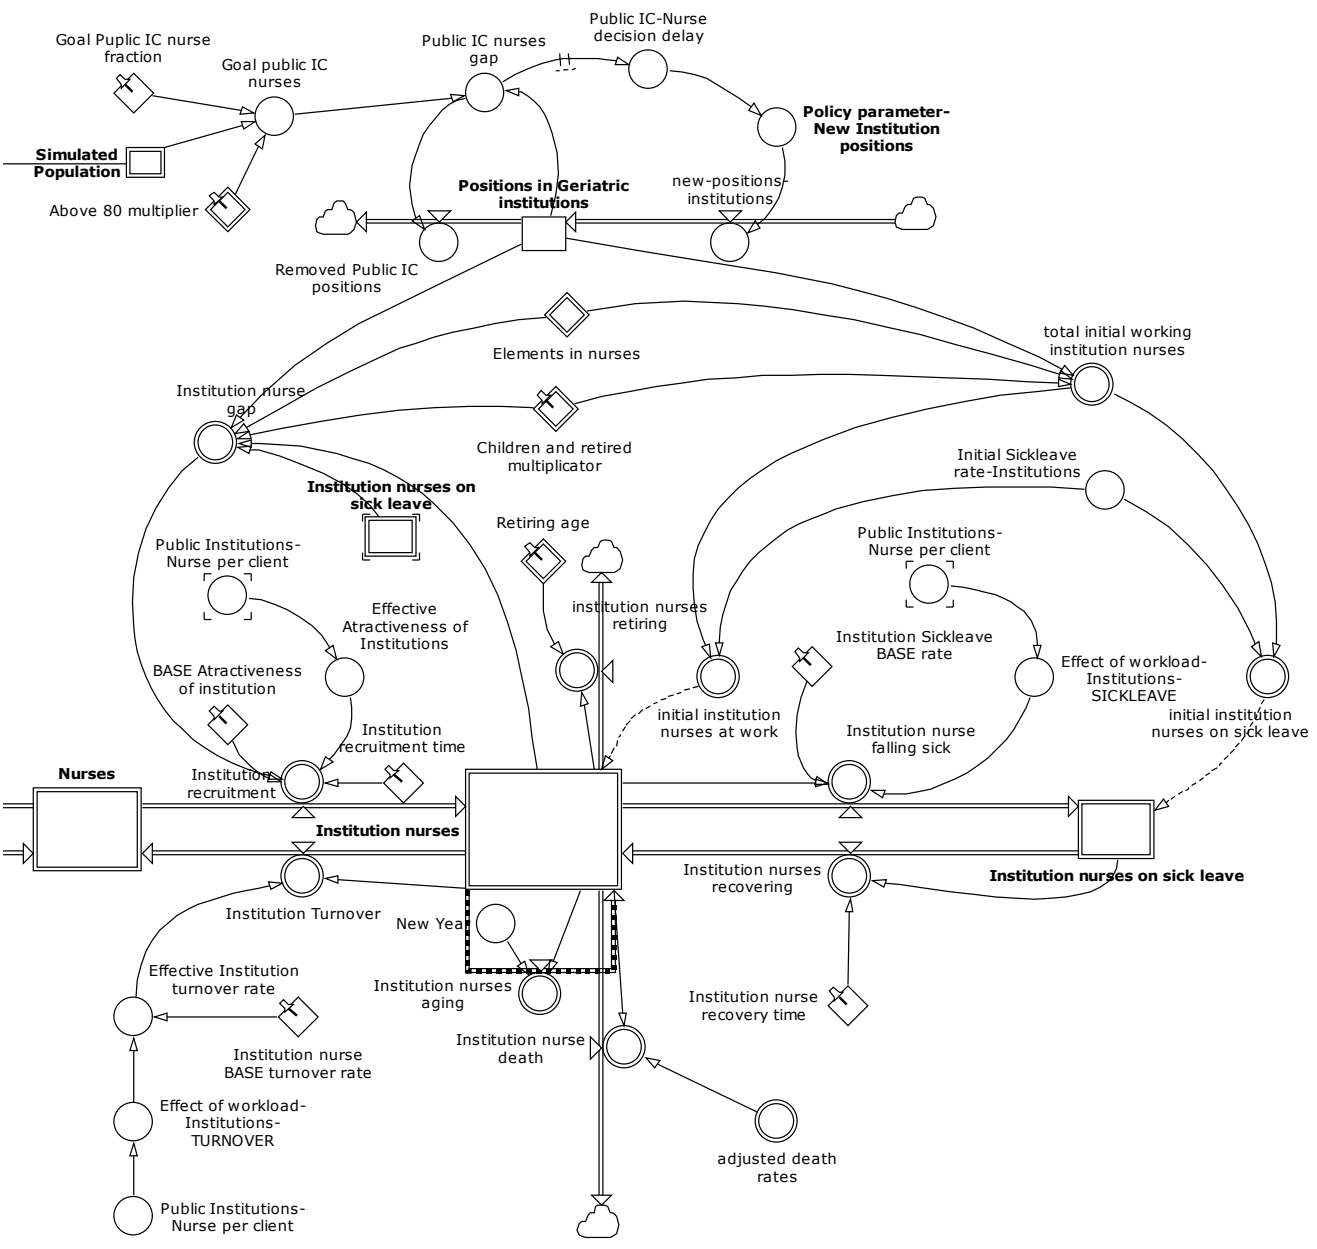 Public IC-Nurse
decision delay
Goal Puplic IC nurse
fraction
Public IC nurses
gap
Goal public IC
nurses
Policy parameter-
New Institution
positions
Simulated
Population
Above 80 multiplier
Positions in Geriatric
institutions
new-positions-
institutions
Removed Public IC
positions
Elements in nurses
total initial working
institution nurses
Institution nurse
gap
Children and retired
multiplicator
Initial Sickleave
rate-Institutions
Institution nurses on
sick leave
Retiring age
Public Institutions-
Nurse per client
Public Institutions-
Nurse per client
Effective
Atractiveness of
Institutions
institution nurses
retiring
Institution Sickleave
BASE rate
BASE Atractiveness
of institution
Effect of workload-
Institutions-
SICKLEAVE
initial institution
nurses at work
initial institution
nurses on sick leave
Institution
recruitment time
Institution nurse
falling sick
Nurses
Institution
recruitment
Institution nurses
Institution nurses
recovering
Institution nurses on sick leave
Institution Turnover
New Year
Effective Institution
turnover rate
Institution nurses
aging
Institution nurse
recovery time
Institution nurse
death
Institution nurse
BASE turnover rate
Effect of workload-
Institutions-
TURNOVER
adjusted death
rates
Public Institutions-
Nurse per client